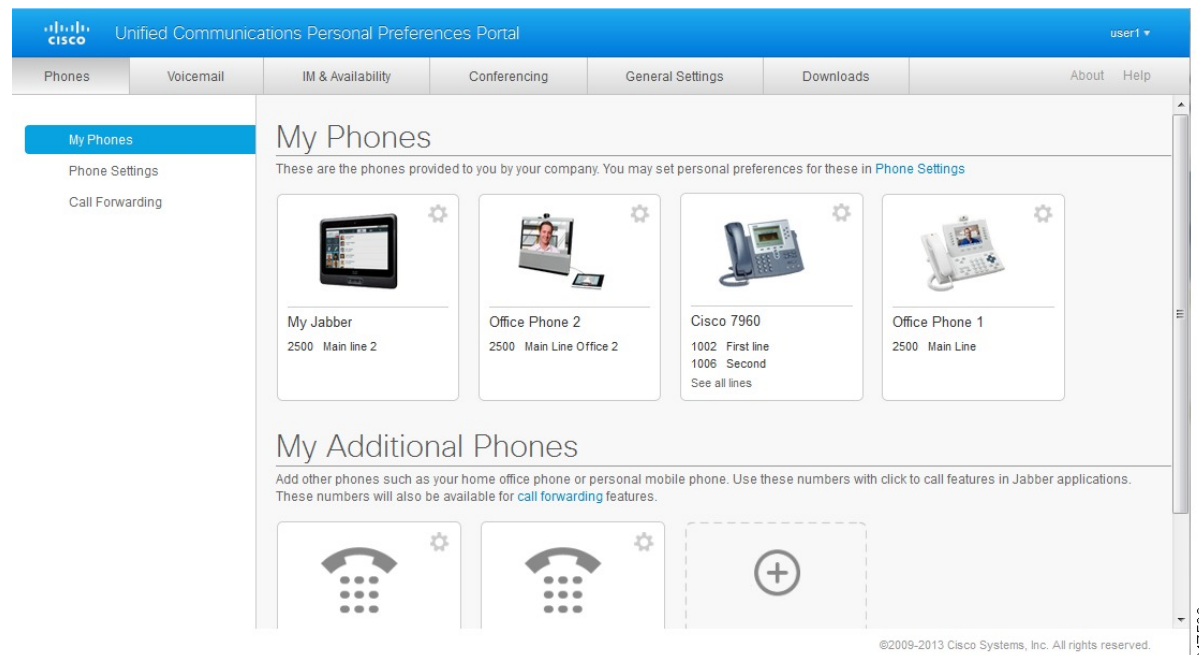 CISCO
Unified Communications Personal Preferences Portal
user1
Phones
Voicemail
IM & Availability
Conferencing
General Settings
Downloads
About
Help
My Phones
Phone Settings
Call Forwarding
My Phones
These are the phones provided to you by your company. You may set personal preferences for these in Phone Settings
My Jabber
2500 Main line 2
Office Phone 2
2500 Main Line Office 2
Cisco 7960
1002 First line
1006 Second
See all lines
Office Phone 1
2500 Main Line
My Additional Phones
Add other phones such as your home office phone or personal mobile phone. Use these numbers with click to call features in Jabber applications.
These numbers will also be available for call forwarding features.
©2009-2013 Cisco Systems, Inc. All rights reserved.